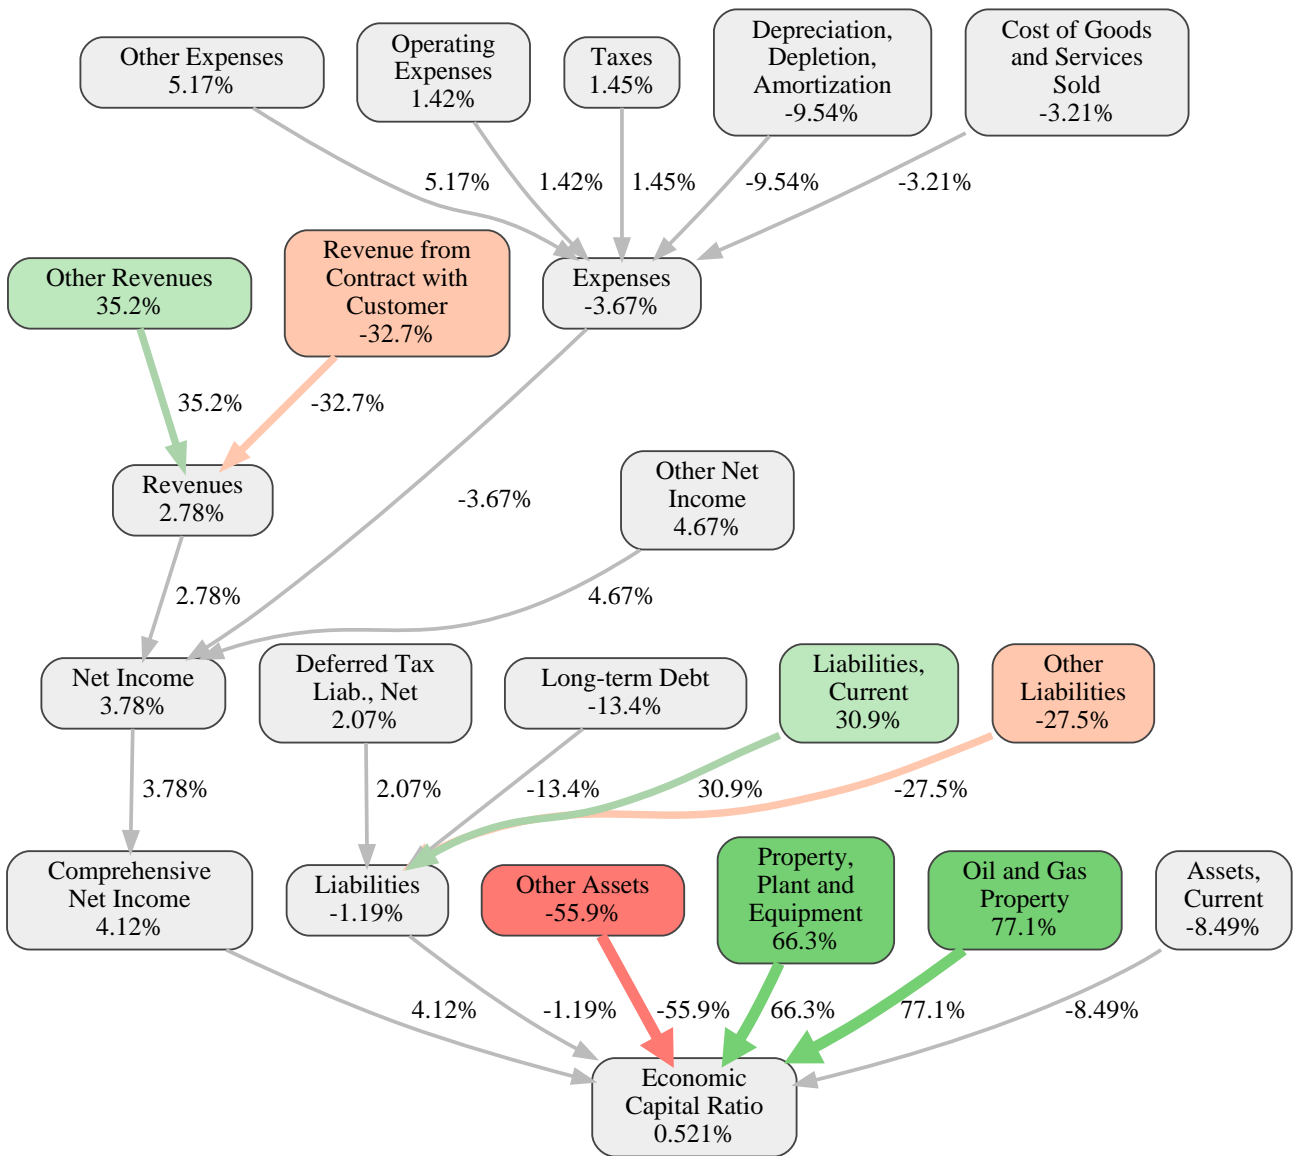 Other Expenses
5.17%
Operating
Expenses
1.42%
Taxes
1.45%
Depreciation,
Depletion,
Amortization
-9.54%
Cost of Goods
and Services
Sold
-3.21%
5.17%
1.42%
1.45%
-9.54%
-3.21%
Other Revenues
35.2%
Revenue from
Contract with
Customer
-32.7%
Expenses
-3.67%
35.2%
-32.7%
Revenues
2.78%
-3.67%
Other Net
Income
4.67%
2.78%
4.67%
Net Income
3.78%
Deferred Tax
Liab., Net
2.07%
Long-term Debt
-13.4%
Liabilities,
Current
30.9%
Other
Liabilities
-27.5%
3.78%
2.07%
-13.4%
30.9%
-27.5%
Comprehensive
Net Income
4.12%
Liabilities
-1.19%
Other Assets
-55.9%
Property,
Plant and
Equipment
66.3%
Oil and Gas
Property
77.1%
Assets,
Current
-8.49%
4.12%
-1.19%
-55.9%
66.3%
77.1%
-8.49%
Economic
Capital Ratio
0.521%